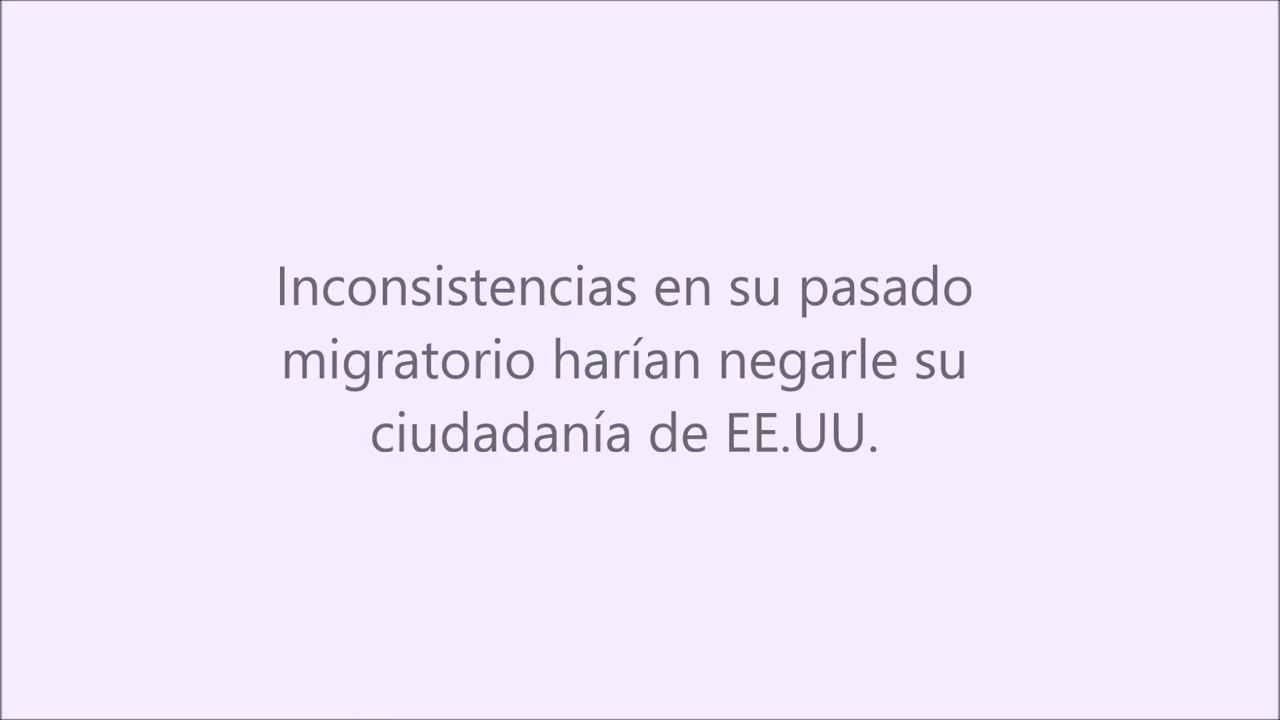 Inconsistencias en su pasado
migratorio harían negarle su
ciudadanía de EE.UU.